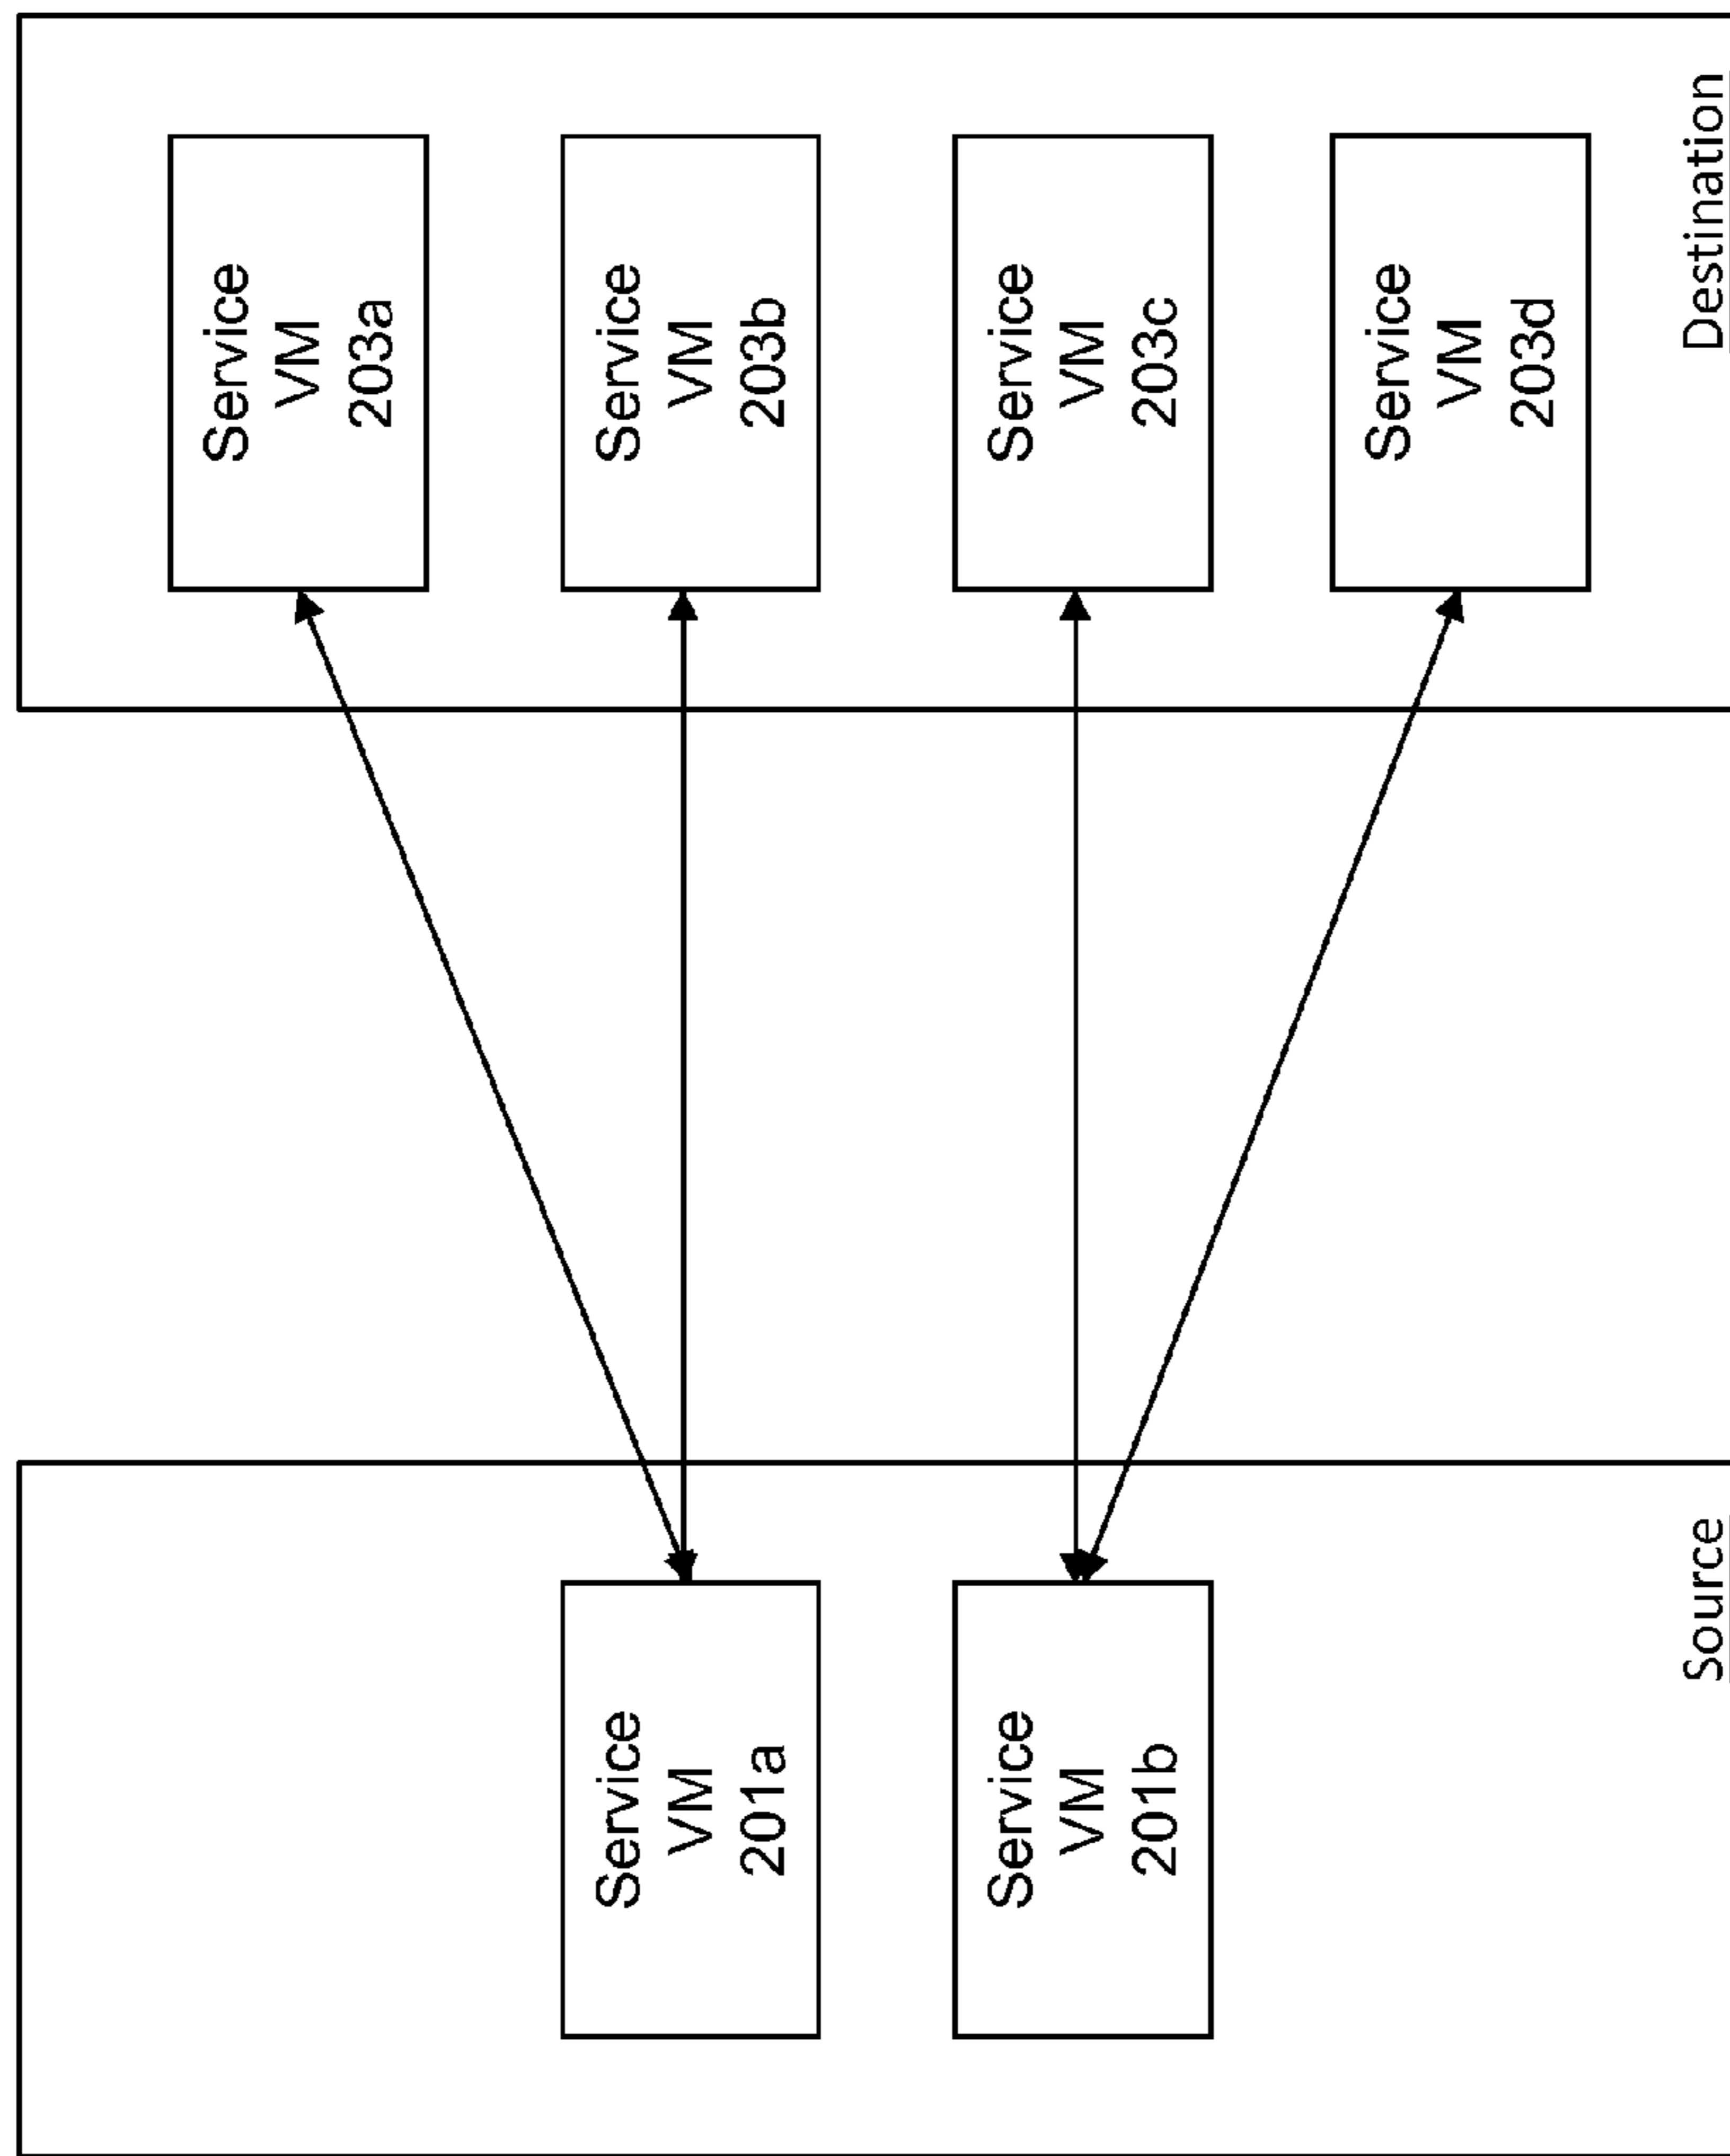 Service
VM
201a
Service
VM
201b
Source
Service
VM
203a
Service
VM
203b
Service
VM
203c
Service
VM
203d
Destination